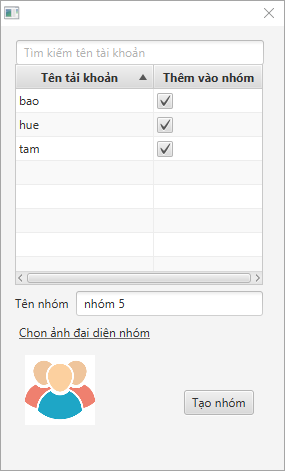 Tìm kiếm tên tài khoản
Tên tài khoản Thêm vào nhóm
bao
hue
tam
Tên nhóm nhóm 5
Chọn ảnh đại diện nhóm
Tạo nhóm